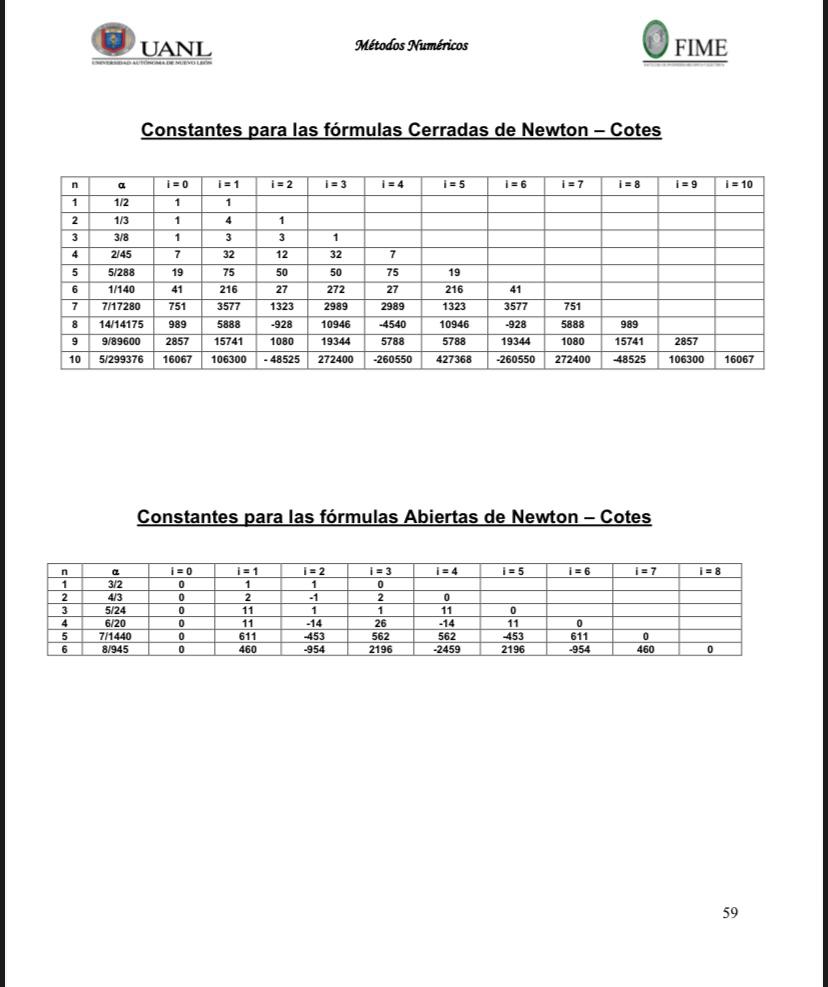 UANL
UNIVERSIDAD AUTÓNOMA DE NUEVO LEÓN
Métodos Numéricos
FIME
Constantes para las fórmulas Cerradas de Newton – Cotes
n α i = 0 i = 1 i = 2 i = 3 i = 4 i = 5 i = 6 i = 7 i = 8 i = 9 i = 10
1 1/2 1 1
2 1/3 1 4 1
3 3/8 1 3 3 1
4 2/45 7 32 12 32 7
5 5/288 19 75 50 50 75 19
6 1/140 41 216 27 272 27 216 41
7 7/17280 751 3577 1323 2989 2989 1323 3577 751
8 14/14175 989 5888 -928 10946 -4540 10946 -928 5888 989
9 9/89600 2857 15741 1080 19344 5788 5788 19344 1080 15741 2857
10 5/299376 16067 106300 - 48525 272400 -260550 427368 -260550 272400 -48525 106300 16067
Constantes para las fórmulas Abiertas de Newton – Cotes
n α i = 0 i = 1 i = 2 i = 3 i = 4 i = 5 i = 6 i = 7 i = 8
1 3/2 0 1 1 0
2 4/3 0 2 -1 2 0
3 5/24 0 11 1 1 11 0
4 6/20 0 11 -14 26 -14 11 0
5 7/1440 0 611 -453 562 562 -453 611 0
6 8/945 0 460 -954 2196 -2459 2196 -954 460 0
59